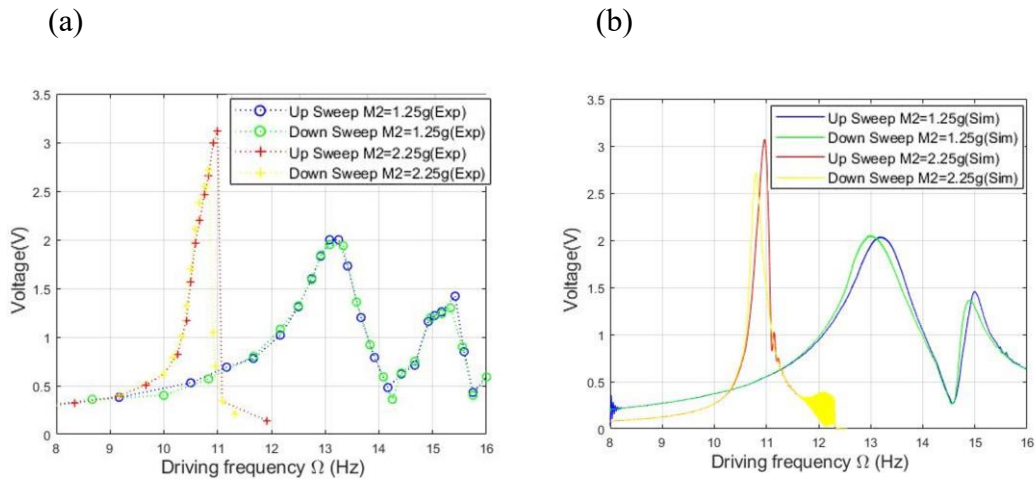 (a)
(b)
3.5
3
2.5
2
1.5
1
0.5
0
Voltage(V)
Up Sweep M2=1.25g(Exp)
Down Sweep M2=1.25g(Exp)
Up Sweep M2=2.25g(Exp)
Down Sweep M2=2.25g(Exp)
8 9 10 11 12 13 14 15 16
Driving frequency Ω (Hz)
3.5
3
2.5
2
1.5
1
0.5
0
Voltage(V)
Up Sweep M2=1.25g(Sim)
Down Sweep M2=1.25g(Sim)
Up Sweep M2=2.25g(Sim)
Down Sweep M2=2.25g(Sim)
8 9 10 11 12 13 14 15 16
Driving frequency Ω (Hz)